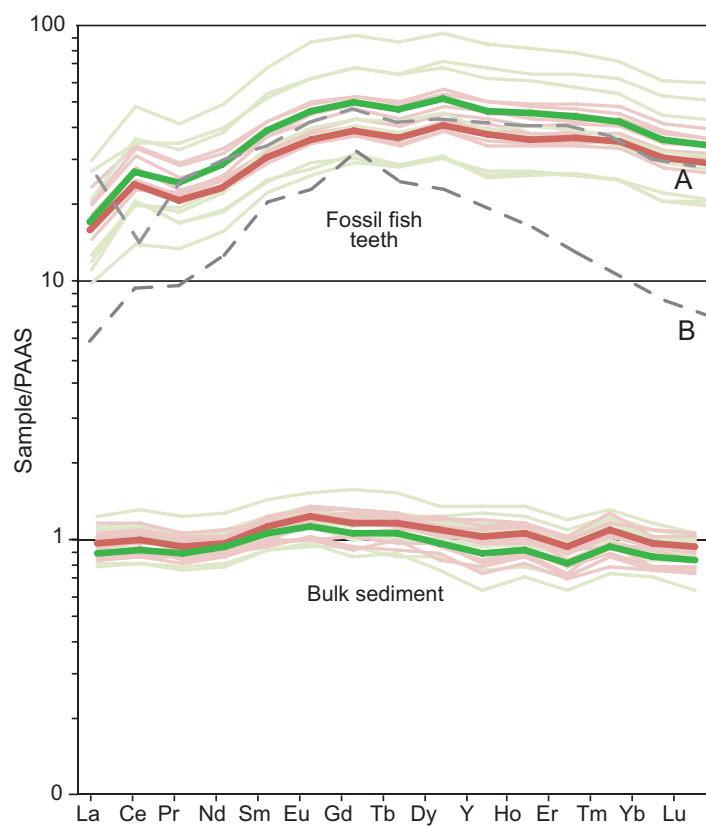 100
A
Fossil fish
teeth
10
B
Sample/PAAS
1
Bulk sediment
0
La Ce Pr Nd Sm Eu Gd Tb Dy Y Ho Er Tm Yb Lu